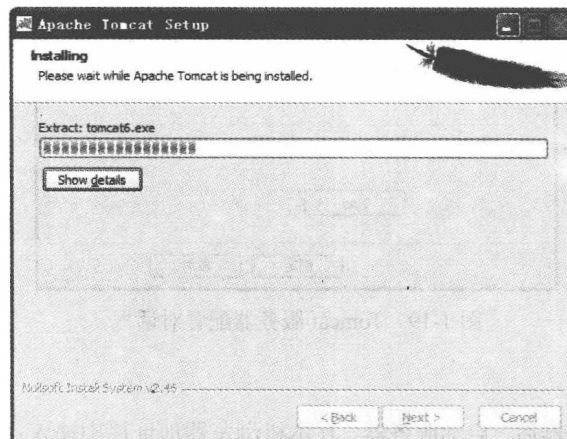 Apache Tomcat Setup
Installing
Please wait while Apache Tomcat is being installed.
Extract: tomcat6.exe
Show details
Nullsoft Install System v2.46
< Back
Next >
Cancel